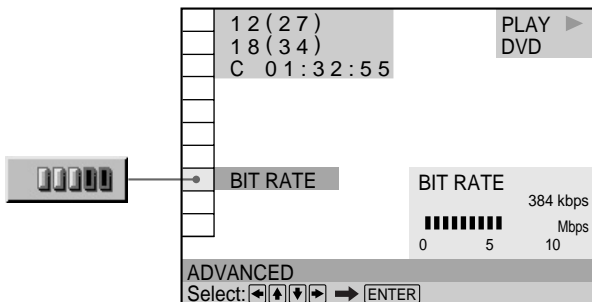 12(27)
18(34)
C 01:32:55
PLAY
DVD
BIT RATE
BIT RATE
384 kbps
Mbps
0 5 10
ADVANCED
Select: ENTER